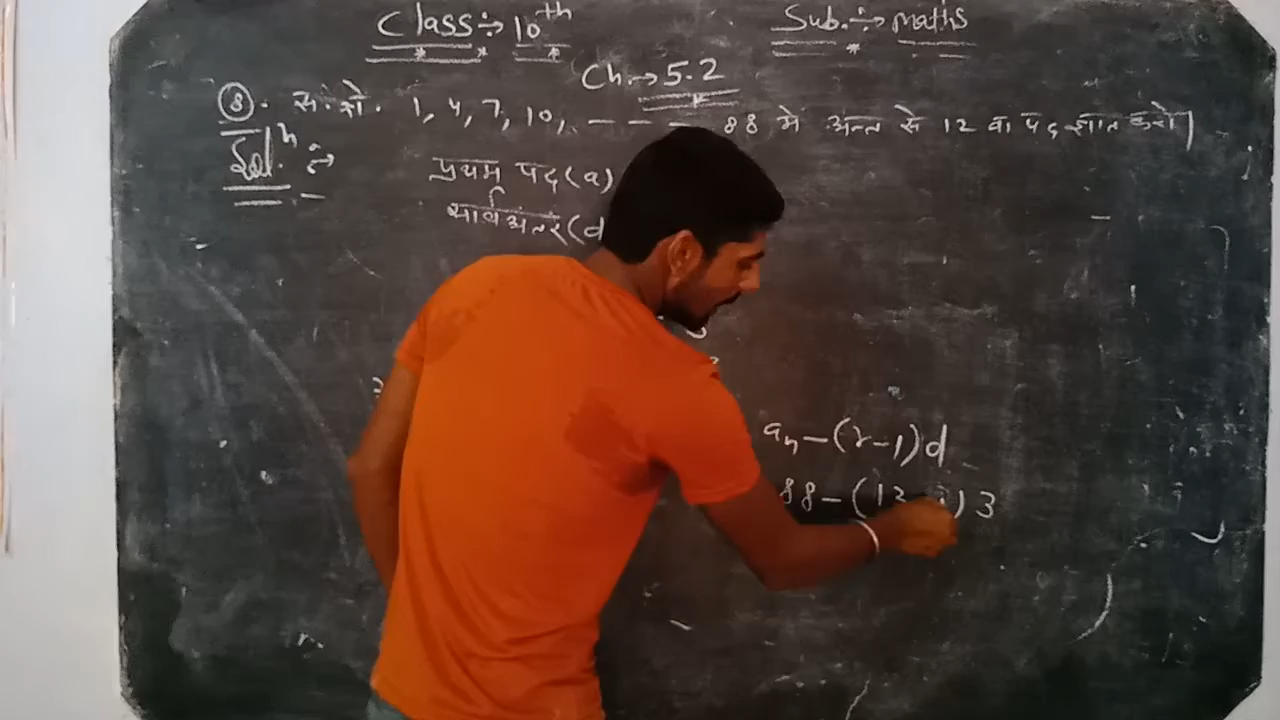 Class÷ 10th
Sub.÷ maths
Ch.→5.2
8. स. श्रे. 1, 4, 7, 10, - - - 88 में अन्त से 12 वा पद ज्ञात करो|
Solⁿ. ÷
प्रथम पद(a)
सार्वअन्तर(d
aₙ-(r-1)d
88-(12-1)3